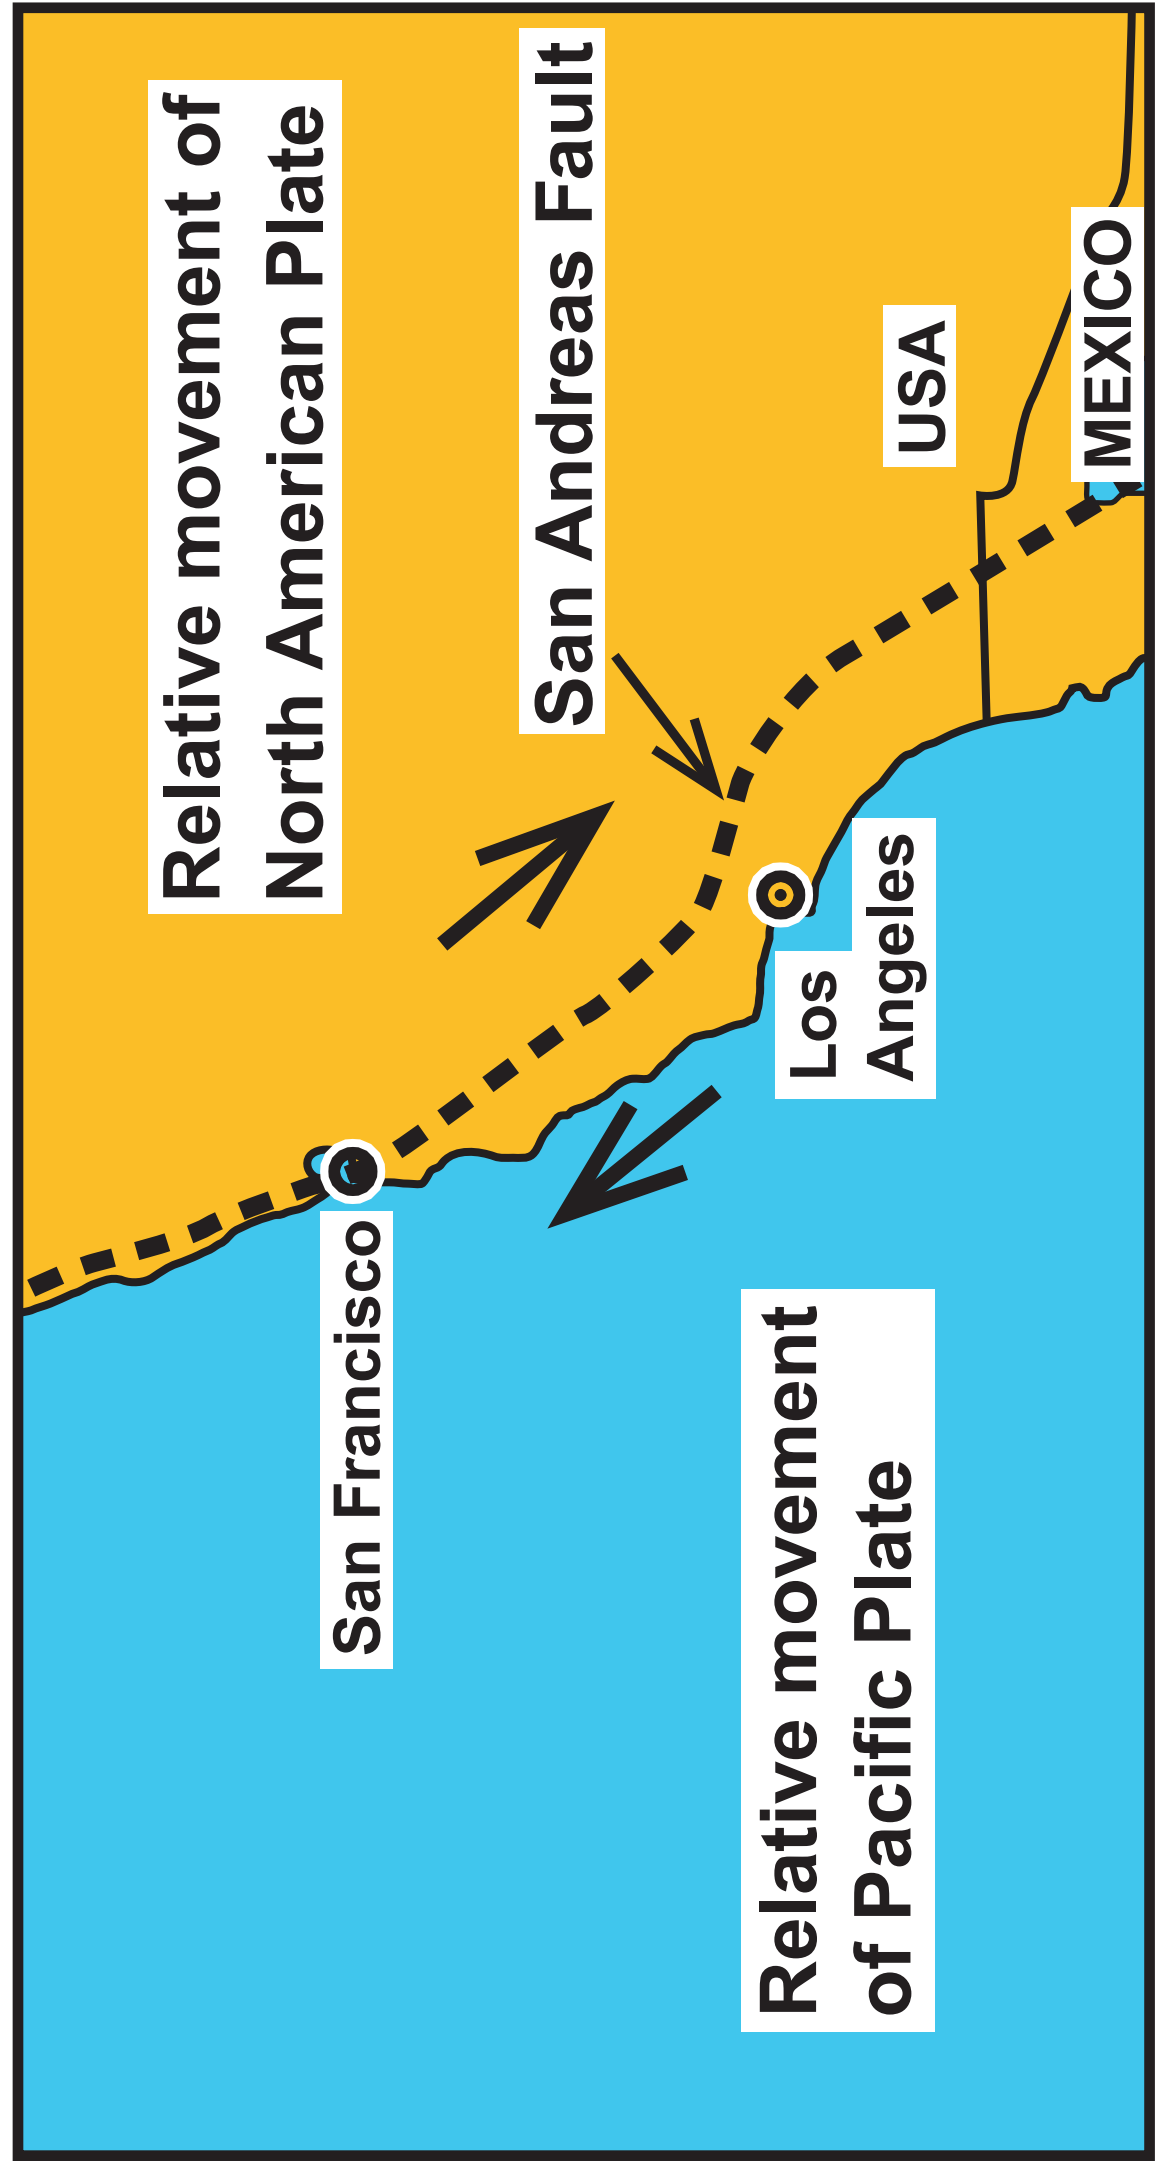 Relative movement of
North American Plate
San Andreas Fault
USA
MEXICO
Los
Angeles
San Francisco
Relative movement
of Pacific Plate